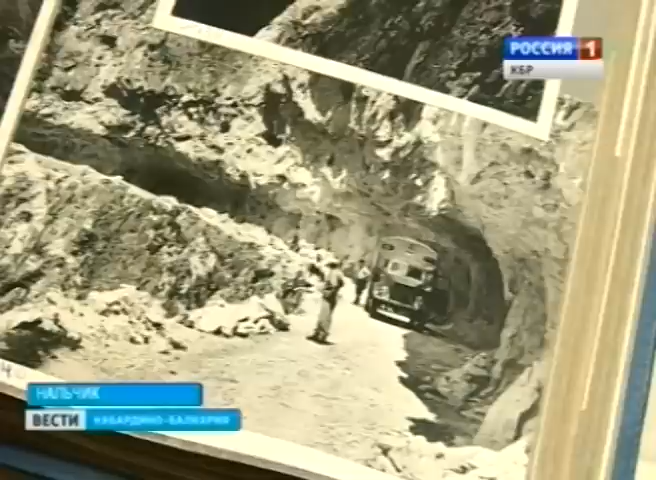 РОССИЯ 1
КБР
НАЛЬЧИК
ВЕСТИ КАБАРДИНО-БАЛКАРИЯ